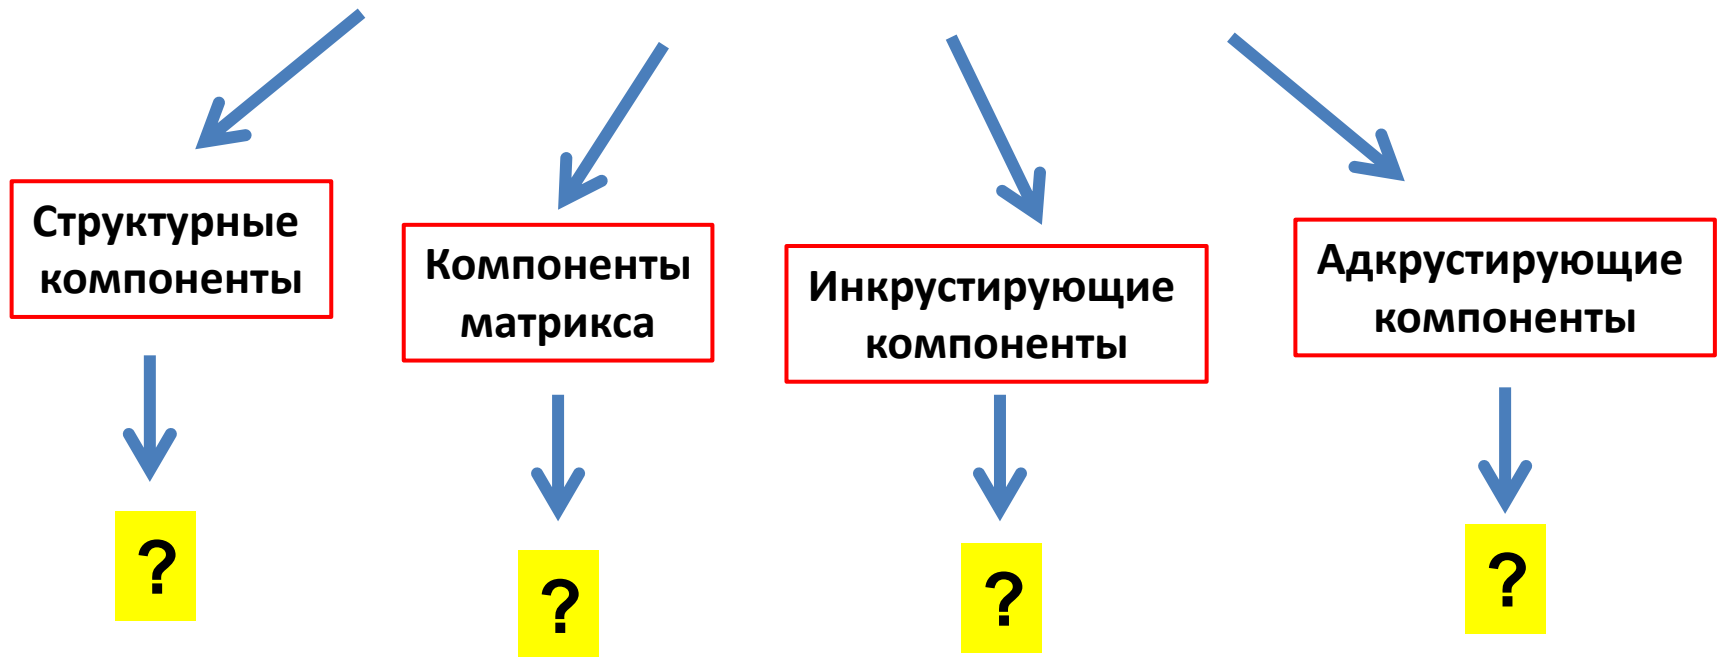 Структурные
компоненты
Компоненты
матрикса
Инкрустирующие
компоненты
Адкрустирующие
компоненты
?
?
?
?